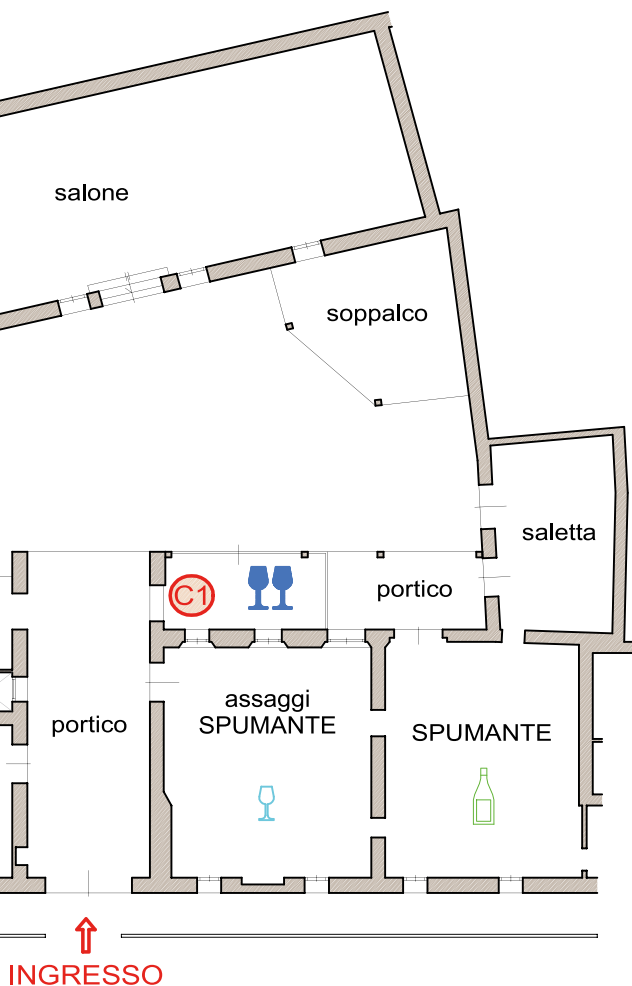 salone
soppalco
saletta
C1
portico
assaggi
SPUMANTE
portico
SPUMANTE
INGRESSO